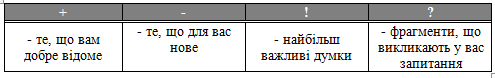 + - ! ?
- те, що вам добре відоме
- те, що для вас нове
- найбільш важливі думки
- фрагменти, що викликають у вас запитання